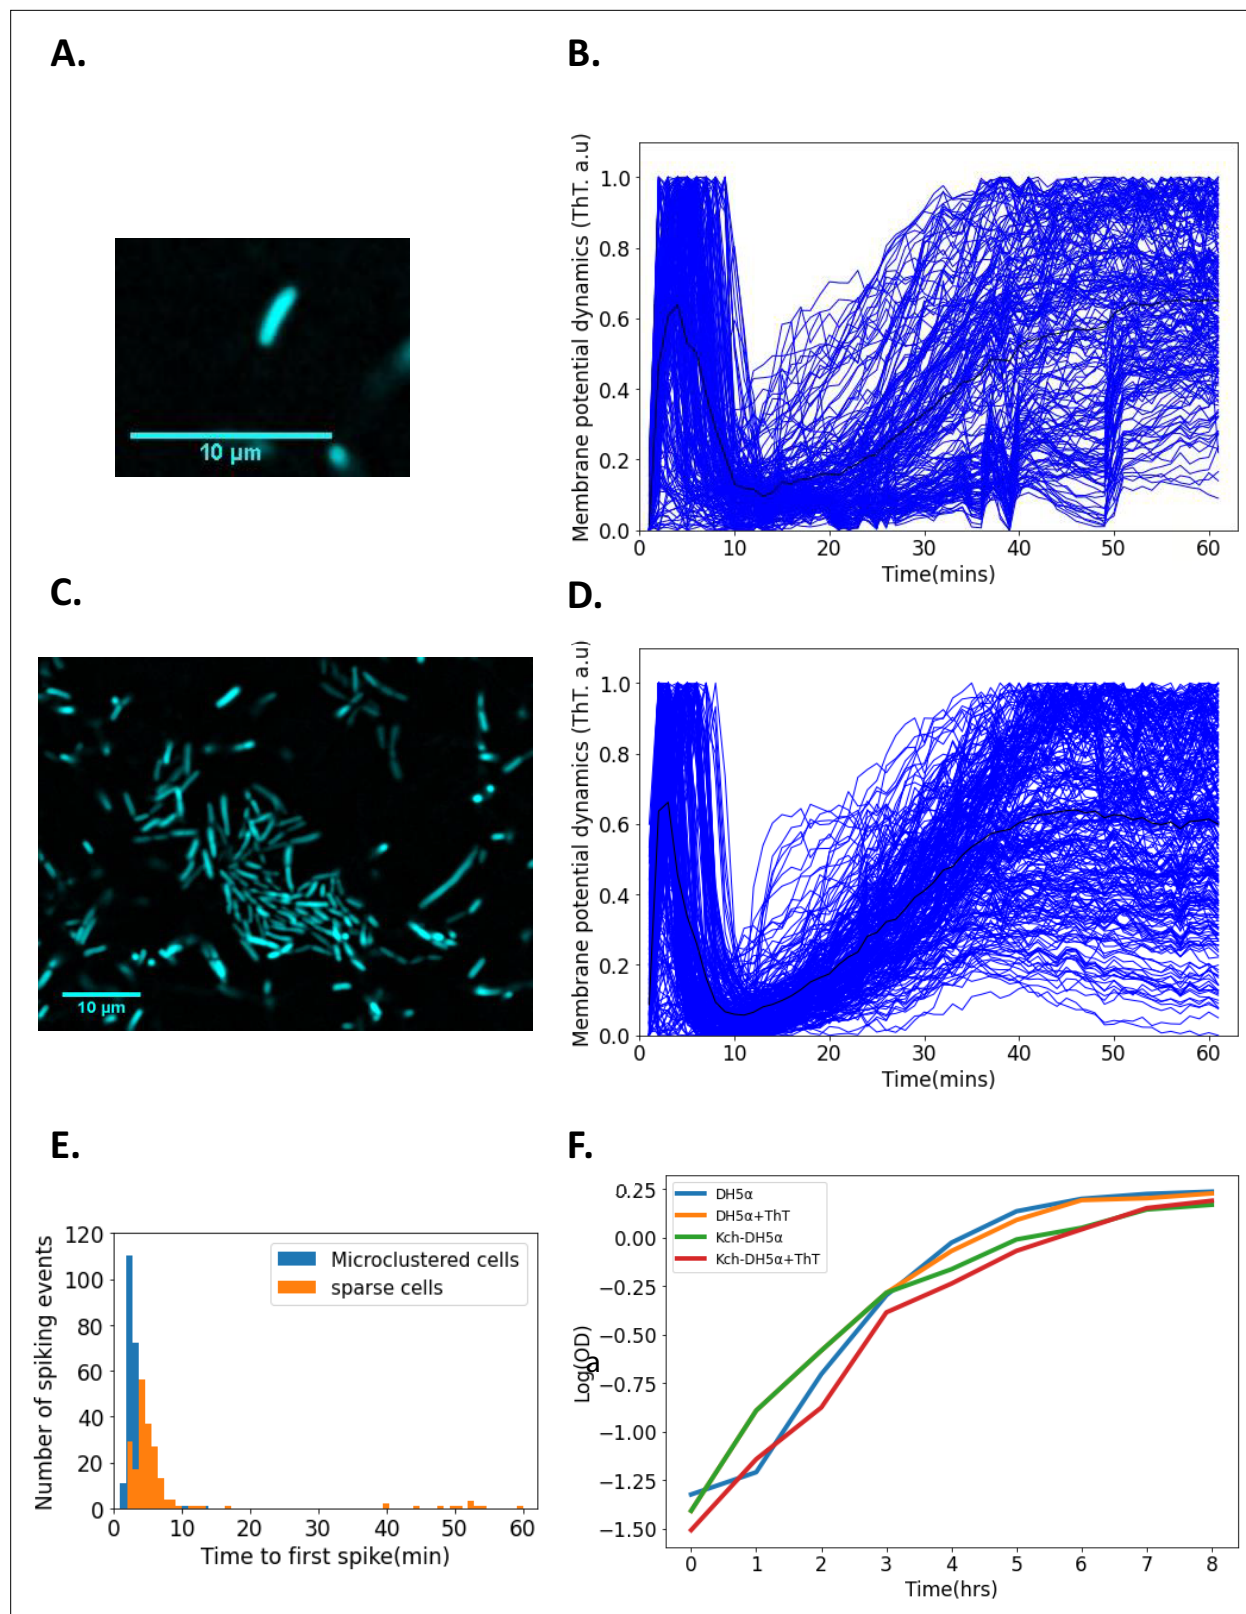 A.
B.
10 µm
Membrane potential dynamics (ThT. a.u)
1.0
0.8
0.6
0.4
0.2
0.0
0 10 20 30 40 50 60
Time(mins)
C.
D.
10 µm
Membrane potential dynamics (ThT. a.u)
1.0
0.8
0.6
0.4
0.2
0.0
0 10 20 30 40 50 60
Time(mins)
E.
F.
Number of spiking events
120
100
80
60
40
20
0
Microclustered cells
sparse cells
0 10 20 30 40 50 60
Time to first spike(min)
Log(OD)
a
0.25
0.00
−0.25
−0.50
−0.75
−1.00
−1.25
−1.50
DH5α
DH5α+ThT
Kch-DH5α
Kch-DH5α+ThT
0 1 2 3 4 5 6 7 8
Time(hrs)